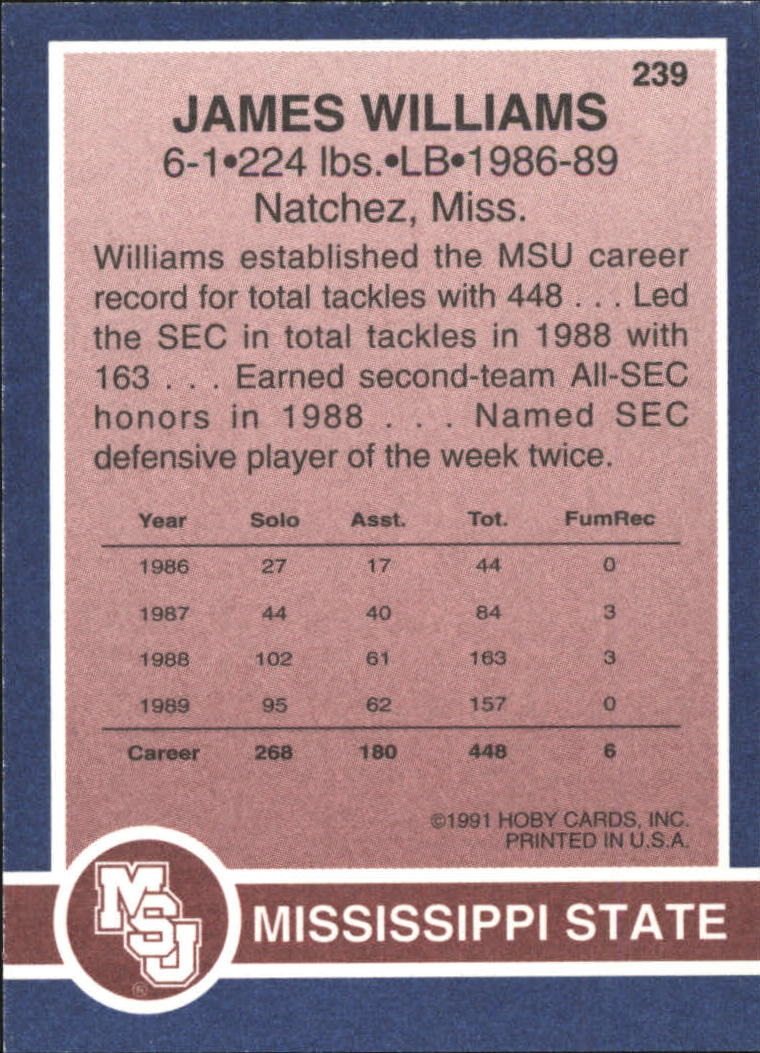 239
JAMES WILLIAMS
6-1•224 lbs.•LB•1986-89
Natchez, Miss.
Williams established the MSU career
record for total tackles with 448 . . . Led
the SEC in total tackles in 1988 with
163 . . . Earned second-team All-SEC
honors in 1988 . . . Named SEC
defensive player of the week twice.
Year Solo Asst. Tot. FumRec
1986 27 17 44 0
1987 44 40 84 3
1988 102 61 163 3
1989 95 62 157 0
Career 268 180 448 6
©1991 HOBY CARDS, INC.
PRINTED IN U.S.A.
MSU
®
MISSISSIPPI STATE